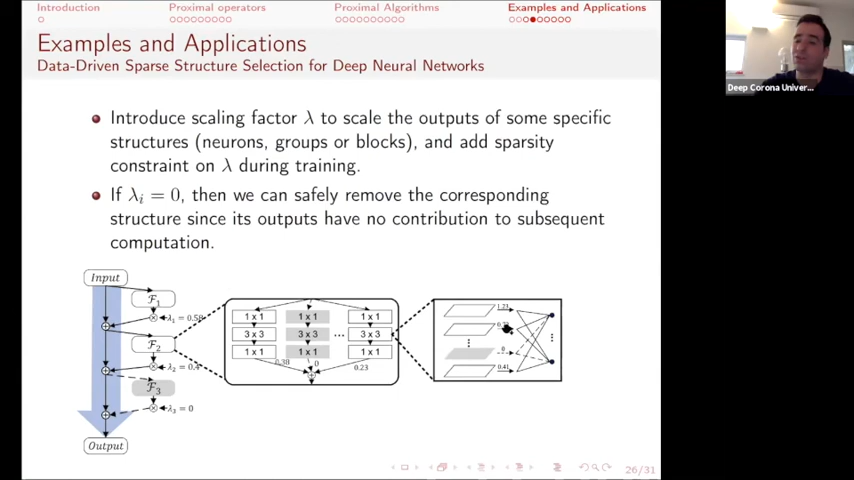 Introduction
Proximal operators
Proximal Algorithms
Examples and Applications
Examples and Applications
Data-Driven Sparse Structure Selection for Deep Neural Networks
Introduce scaling factor λ to scale the outputs of some specific
structures (neurons, groups or blocks), and add sparsity
constraint on λ during training.
If λi = 0, then we can safely remove the corresponding
structure since its outputs have no contribution to subsequent
computation.
Input
F1
λ1 = 0.58
F2
λ2 = 0.4
F3
λ3 = 0
Output
1 x 1 1 x 1 1 x 1
3 x 3 3 x 3 ... 3 x 3
1 x 1 1 x 1 1 x 1
0.38 0 0.23
1.23
0
0.41
26/31
Deep Corona Univer...